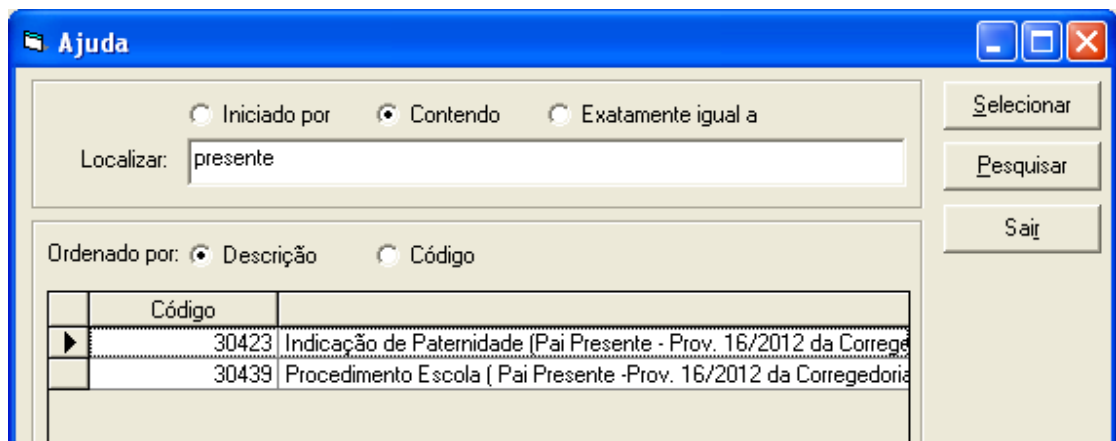 Ajuda
Iniciado por Contendo Exatamente igual a
Localizar: presente
Selecionar
Pesquisar
Sair
Ordenado por: Descrição Código
Código
30423 Indicação de Paternidade (Pai Presente - Prov. 16/2012 da Correge
30439 Procedimento Escola ( Pai Presente -Prov. 16/2012 da Corregedoria